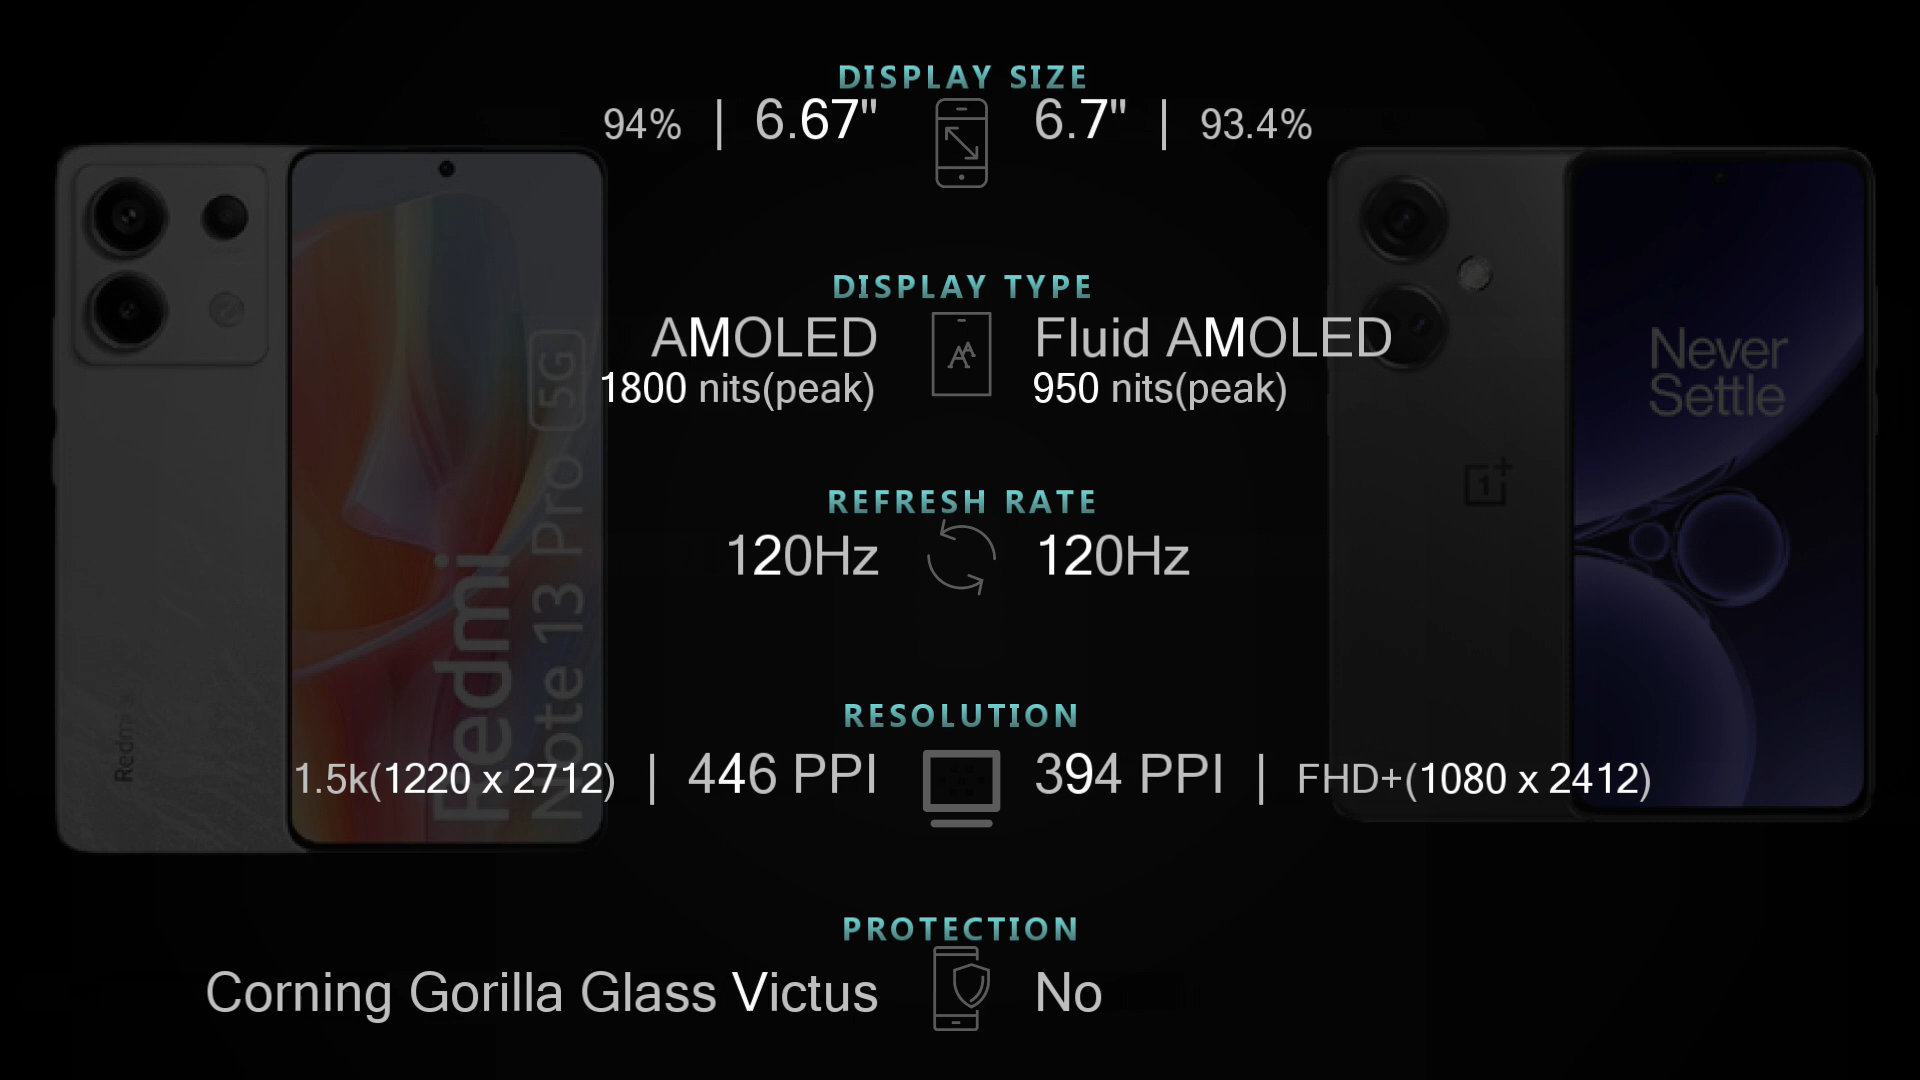 DISPLAY SIZE
94% | 6.67" 6.7" | 93.4%
DISPLAY TYPE
AMOLED Fluid AMOLED
1800 nits(peak) 950 nits(peak)
Never
Settle
5G
REFRESH RATE
120Hz 120Hz
1+
Redmi
Note 13 Pro
RESOLUTION
1.5k(1220 x 2712) | 446 PPI 394 PPI | FHD+(1080 x 2412)
Redmi
PROTECTION
Corning Gorilla Glass Victus No